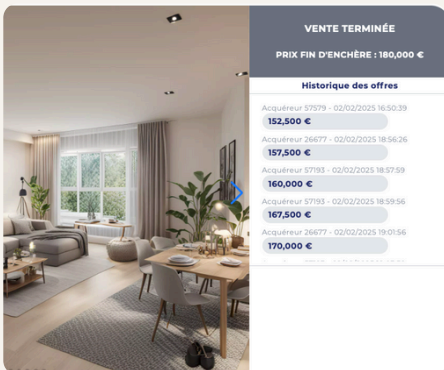 VENTE TERMINÉE
PRIX FIN D'ENCHÈRE : 180,000 €
Historique des offres
Acquéreur 57579 - 02/02/2025 16:50:39
152,500 €
Acquéreur 26677 - 02/02/2025 18:56:26
157,500 €
Acquéreur 57193 - 02/02/2025 18:57:59
160,000 €
Acquéreur 57193 - 02/02/2025 18:59:56
167,500 €
Acquéreur 26677 - 02/02/2025 19:01:56
170,000 €